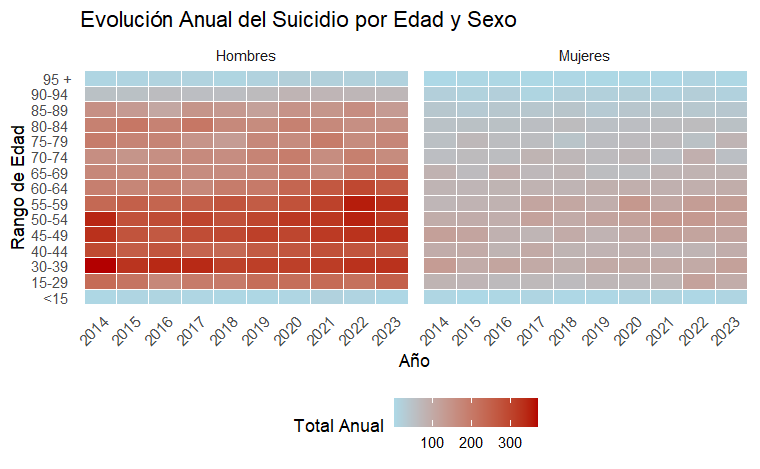 Evolución Anual del Suicidio por Edad y Sexo
Hombres
Mujeres
Rango de Edad
95 +
90-94
85-89
80-84
75-79
70-74
65-69
60-64
55-59
50-54
45-49
40-44
30-39
15-29
<15
2014 2015 2016 2017 2018 2019 2020 2021 2022 2023
2014 2015 2016 2017 2018 2019 2020 2021 2022 2023
Año
Total Anual
100 200 300